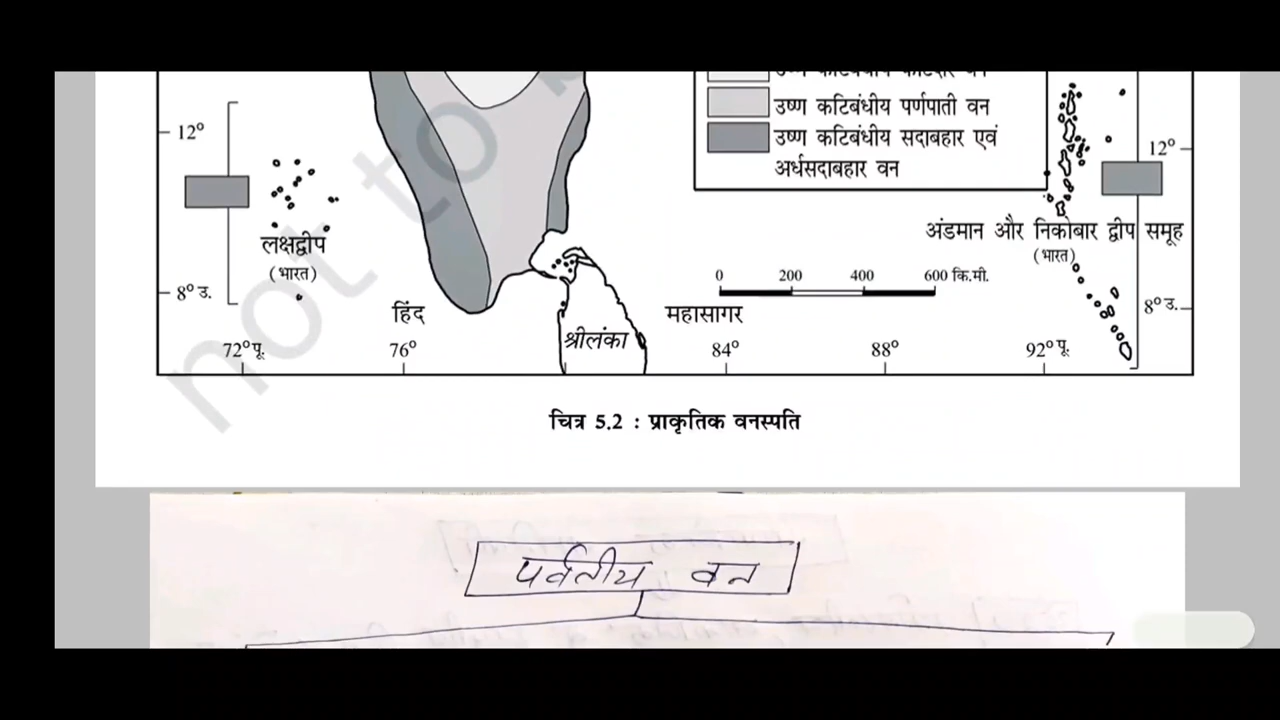 उष्ण कटिबंधीय पर्णपाती वन
12°
उष्ण कटिबंधीय सदाबहार एवं
अर्धसदाबहार वन
12°
लक्षद्वीप
(भारत)
अंडमान और निकोबार द्वीप समूह
(भारत)
0 200 400 600 कि.मी.
8° उ.
हिंद
महासागर
8° उ.
श्रीलंका
72° पू.
76°
84°
88°
92° पू.
not to
चित्र 5.2 : प्राकृतिक वनस्पति
पर्वतीय वन